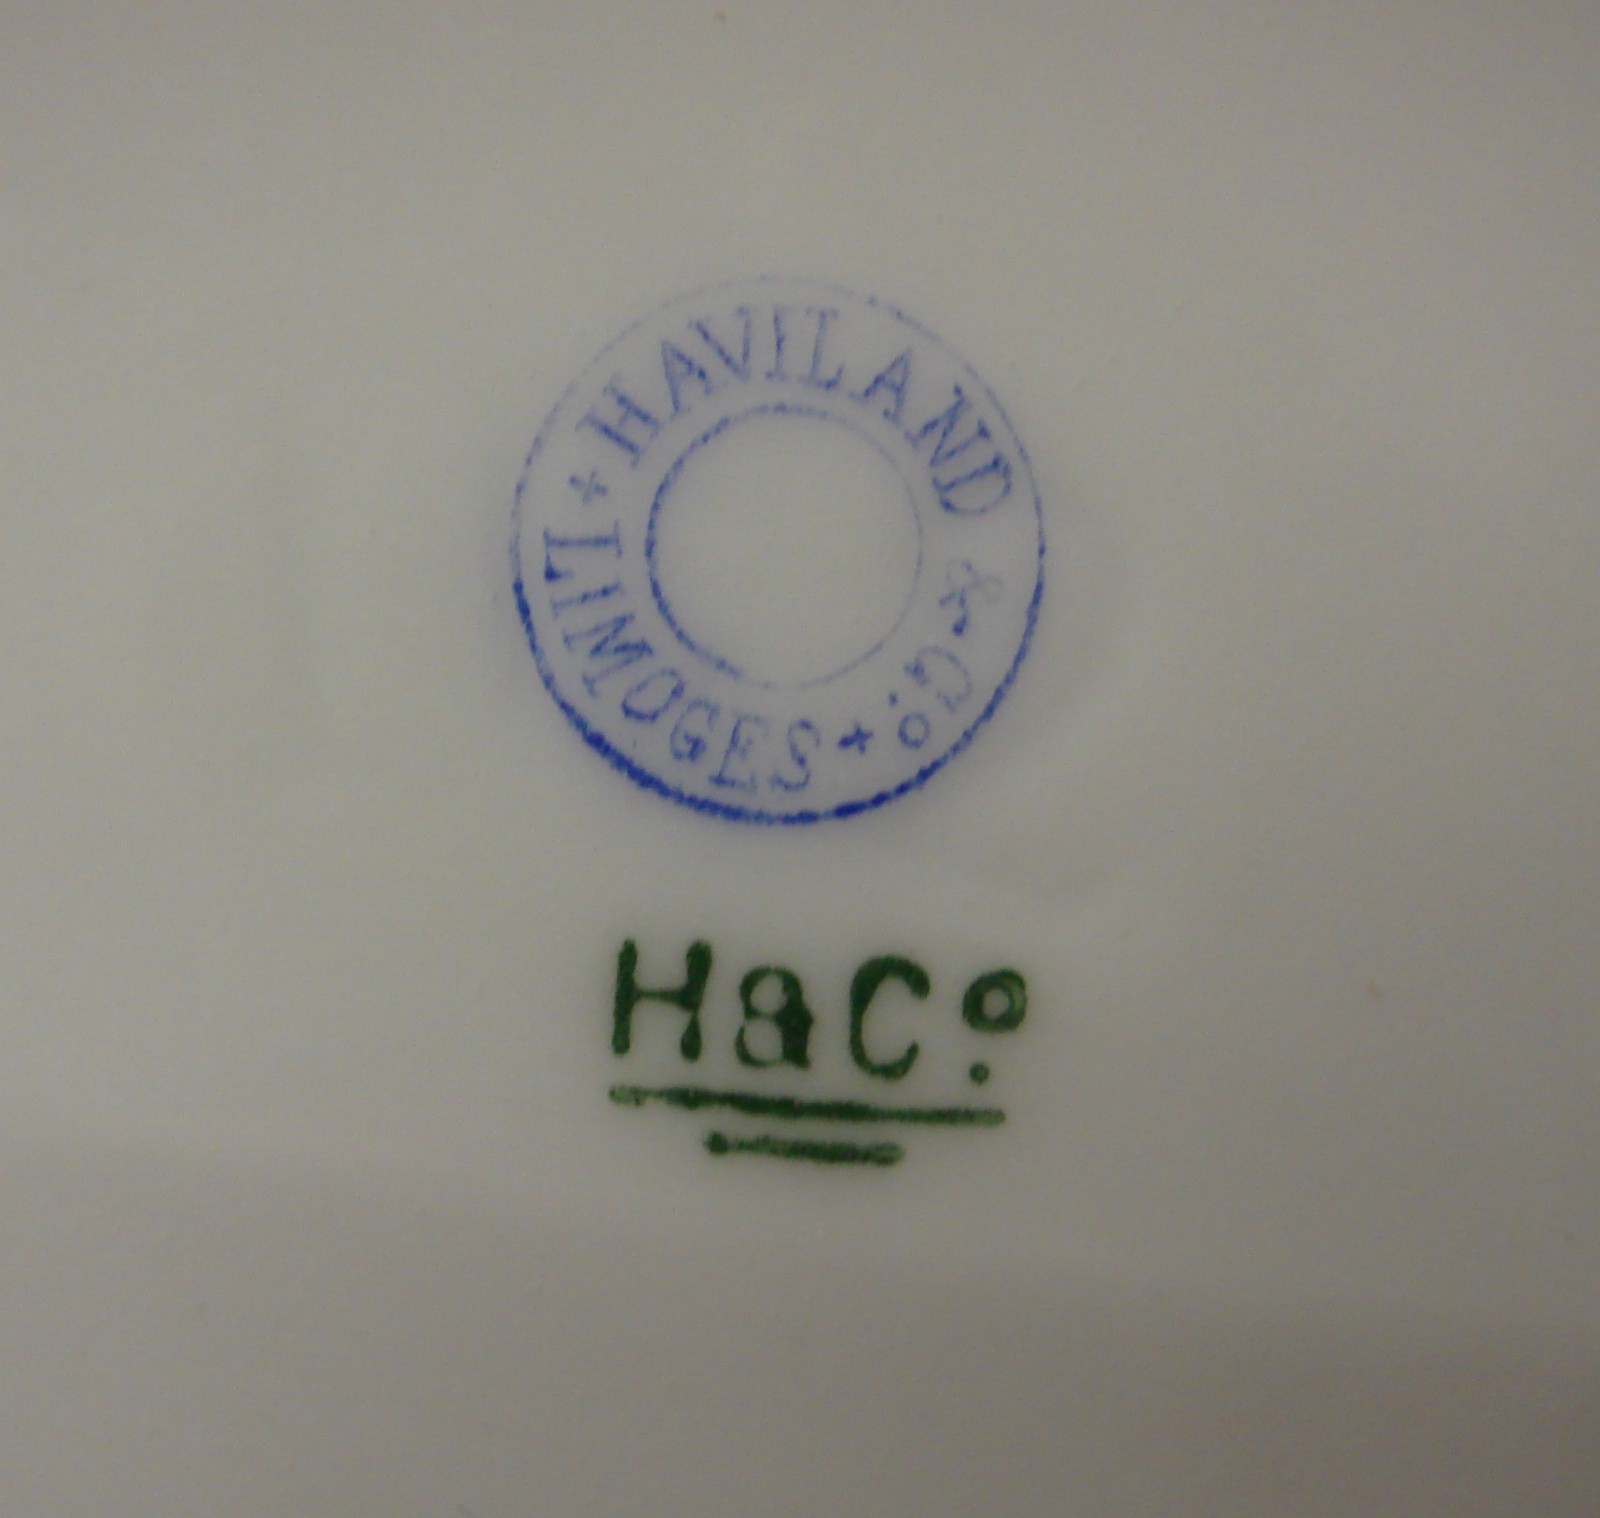 HAVILAND & Co. + LIMOGES +
H&Co.